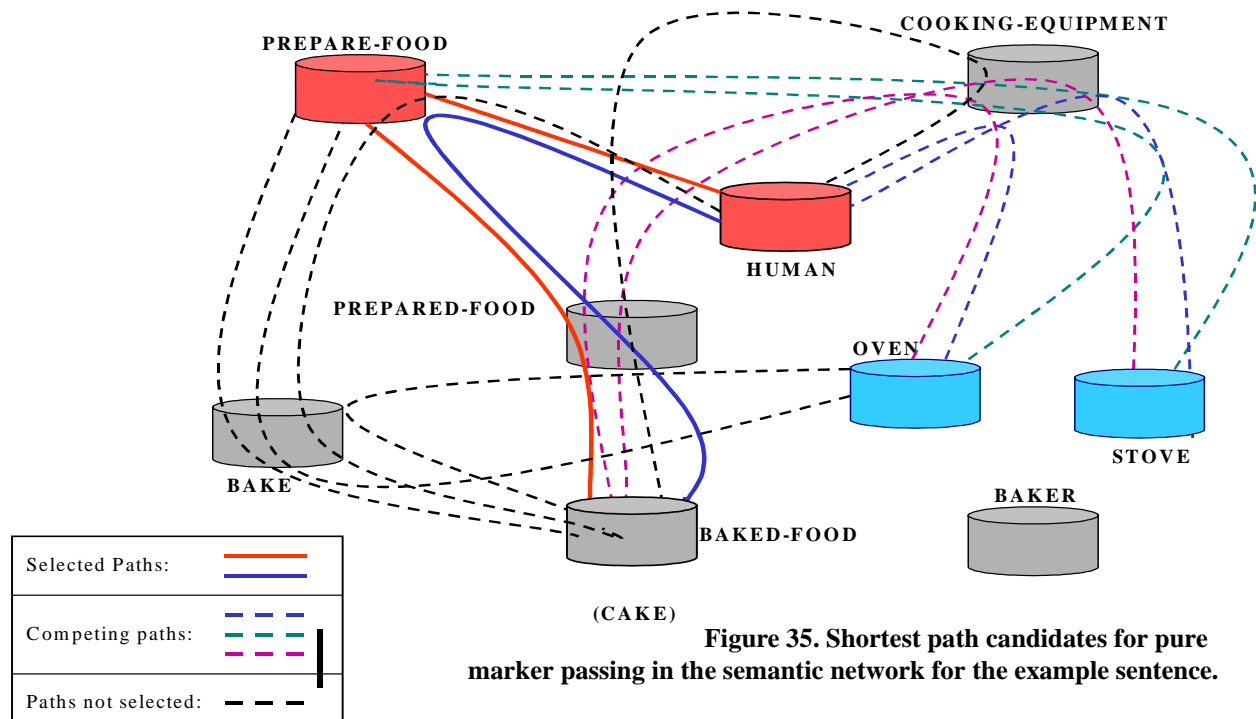 COOKING-EQUIPMENT
PREPARE-FOOD
HUMAN
PREPARED-FOOD
OVEN
STOVE
BAKE
BAKER
BAKED-FOOD
(CAKE)
Selected Paths:
Competing paths:
Paths not selected:
Figure 35. Shortest path candidates for pure
marker passing in the semantic network for the example sentence.